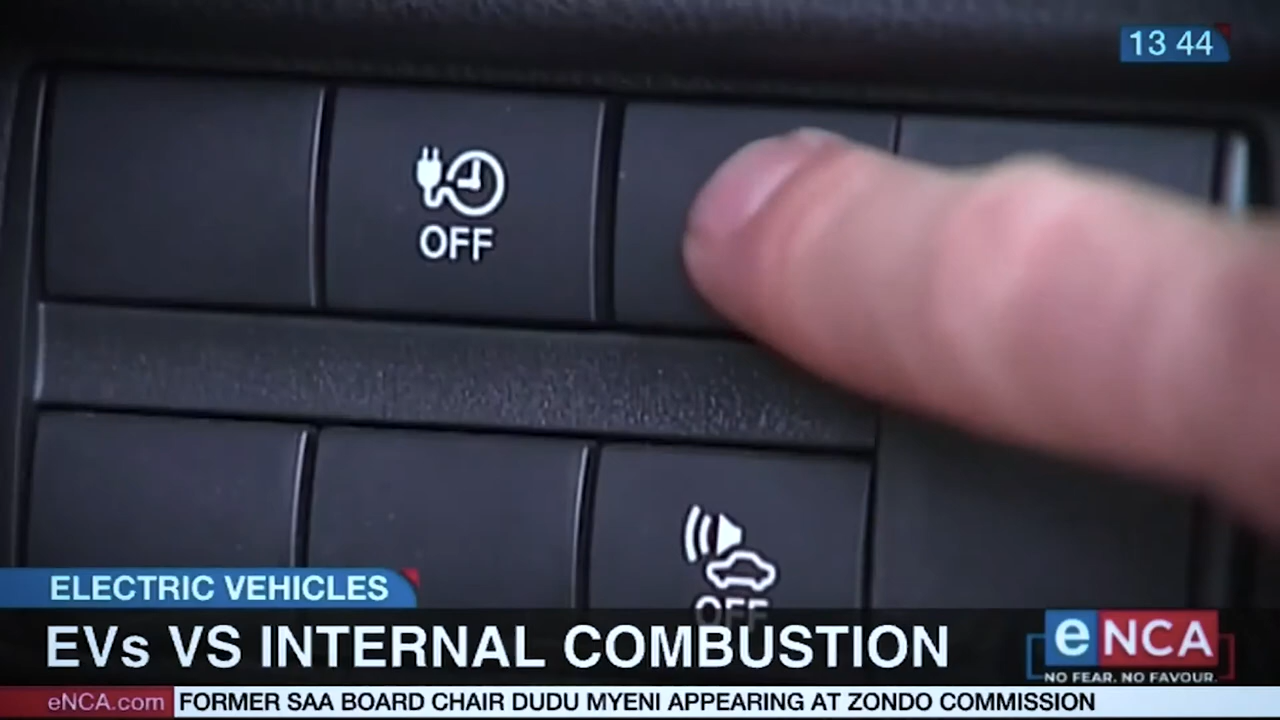 13 44
OFF
OFF
ELECTRIC VEHICLES
EVs VS INTERNAL COMBUSTION
eNCA
NO FEAR. NO FAVOUR.
eNCA.com FORMER SAA BOARD CHAIR DUDU MYENI APPEARING AT ZONDO COMMISSION